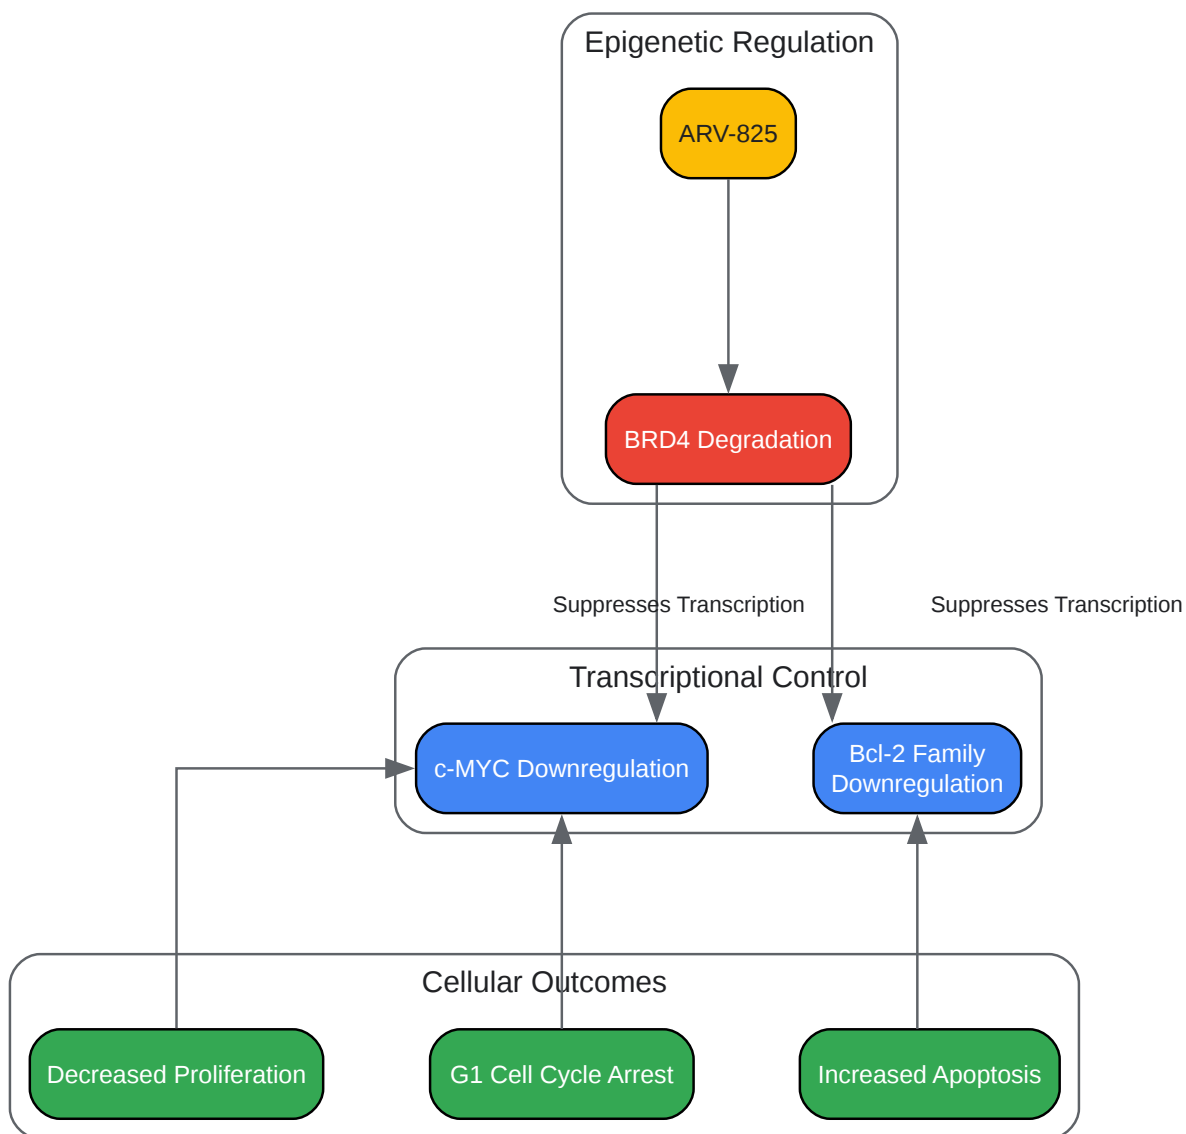 Epigenetic Regulation
ARV-825
BRD4 Degradation
Suppresses Transcription
Suppresses Transcription
Transcriptional Control
c-MYC Downregulation
Bcl-2 Family
Downregulation
Cellular Outcomes
Decreased Proliferation
G1 Cell Cycle Arrest
Increased Apoptosis